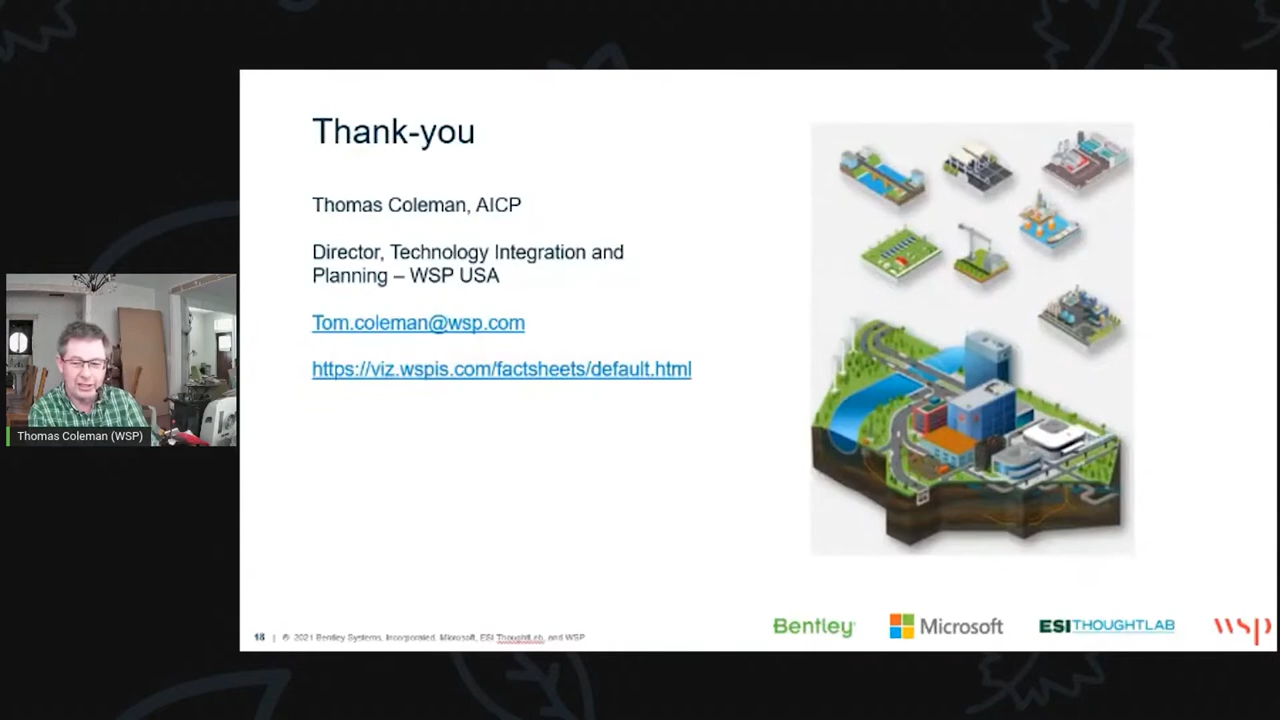 Thank-you
Thomas Coleman, AICP
Director, Technology Integration and
Planning – WSP USA
Tom.coleman@wsp.com
https://viz.wspis.com/factsheets/default.html
Thomas Coleman (WSP)
18 | © 2021 Bentley Systems, Incorporated, Microsoft, ESI ThoughtLab, and WSP
Bentley
Microsoft
ESITHOUGHTLAB
wsp